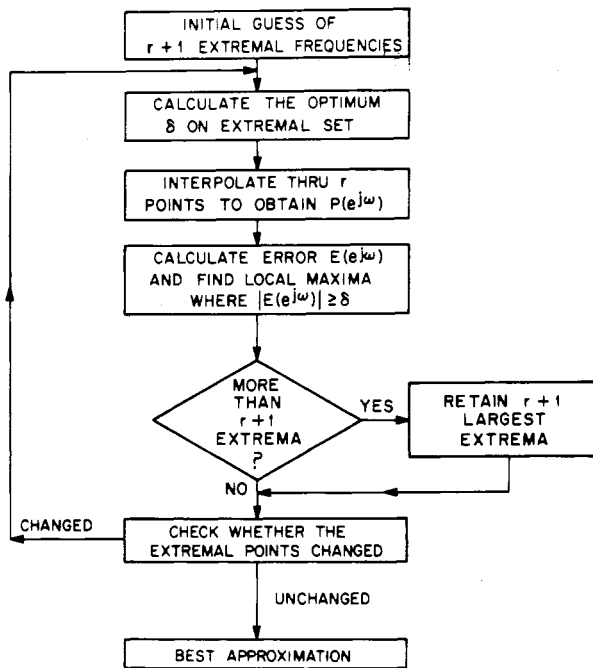 INITIAL GUESS OF
r + 1 EXTREMAL FREQUENCIES
CALCULATE THE OPTIMUM
δ ON EXTREMAL SET
INTERPOLATE THRU r
POINTS TO OBTAIN P(e^{jω})
CALCULATE ERROR E(e^{jω})
AND FIND LOCAL MAXIMA
WHERE |E(e^{jω})| ≥ δ
MORE
THAN
r + 1
EXTREMA
?
YES
RETAIN r + 1
LARGEST
EXTREMA
NO
CHANGED
CHECK WHETHER THE
EXTREMAL POINTS CHANGED
UNCHANGED
BEST APPROXIMATION